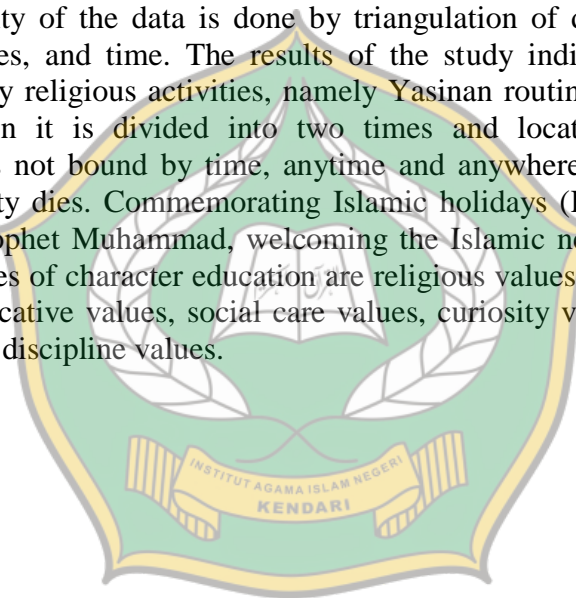 ty of the data is done by triangulation of
es, and time. The results of the study indi
y religious activities, namely Yasinan routin
n it is divided into two times and locat
not bound by time, anytime and anywhere
ty dies. Commemorating Islamic holidays (
ophet Muhammad, welcoming the Islamic n
es of character education are religious values
cative values, social care values, curiosity v
discipline values.
INSTITUT AGAMA ISLAM NEGERI
KENDARI